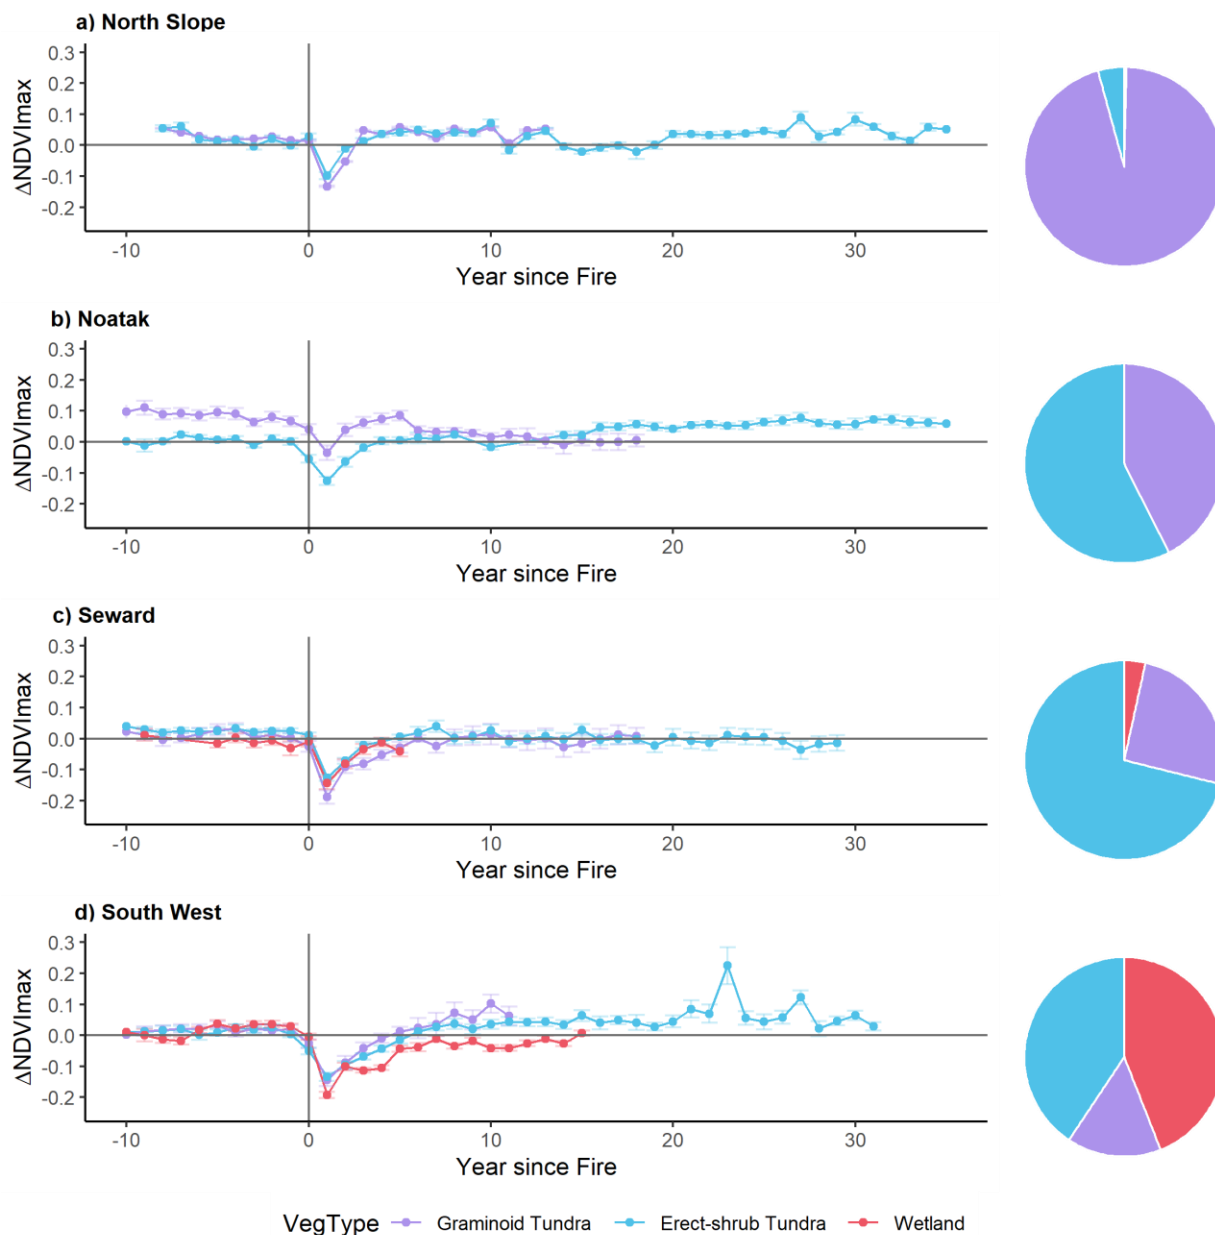 a) North Slope
0.3
0.2
0.1
0.0
-0.1
-0.2
ΔNDVImax
-10 0 10 20 30
Year since Fire
b) Noatak
0.3
0.2
0.1
0.0
-0.1
-0.2
ΔNDVImax
-10 0 10 20 30
Year since Fire
c) Seward
0.3
0.2
0.1
0.0
-0.1
-0.2
ΔNDVImax
-10 0 10 20 30
Year since Fire
d) South West
0.3
0.2
0.1
0.0
-0.1
-0.2
ΔNDVImax
-10 0 10 20 30
Year since Fire
VegType Graminoid Tundra Erect-shrub Tundra Wetland